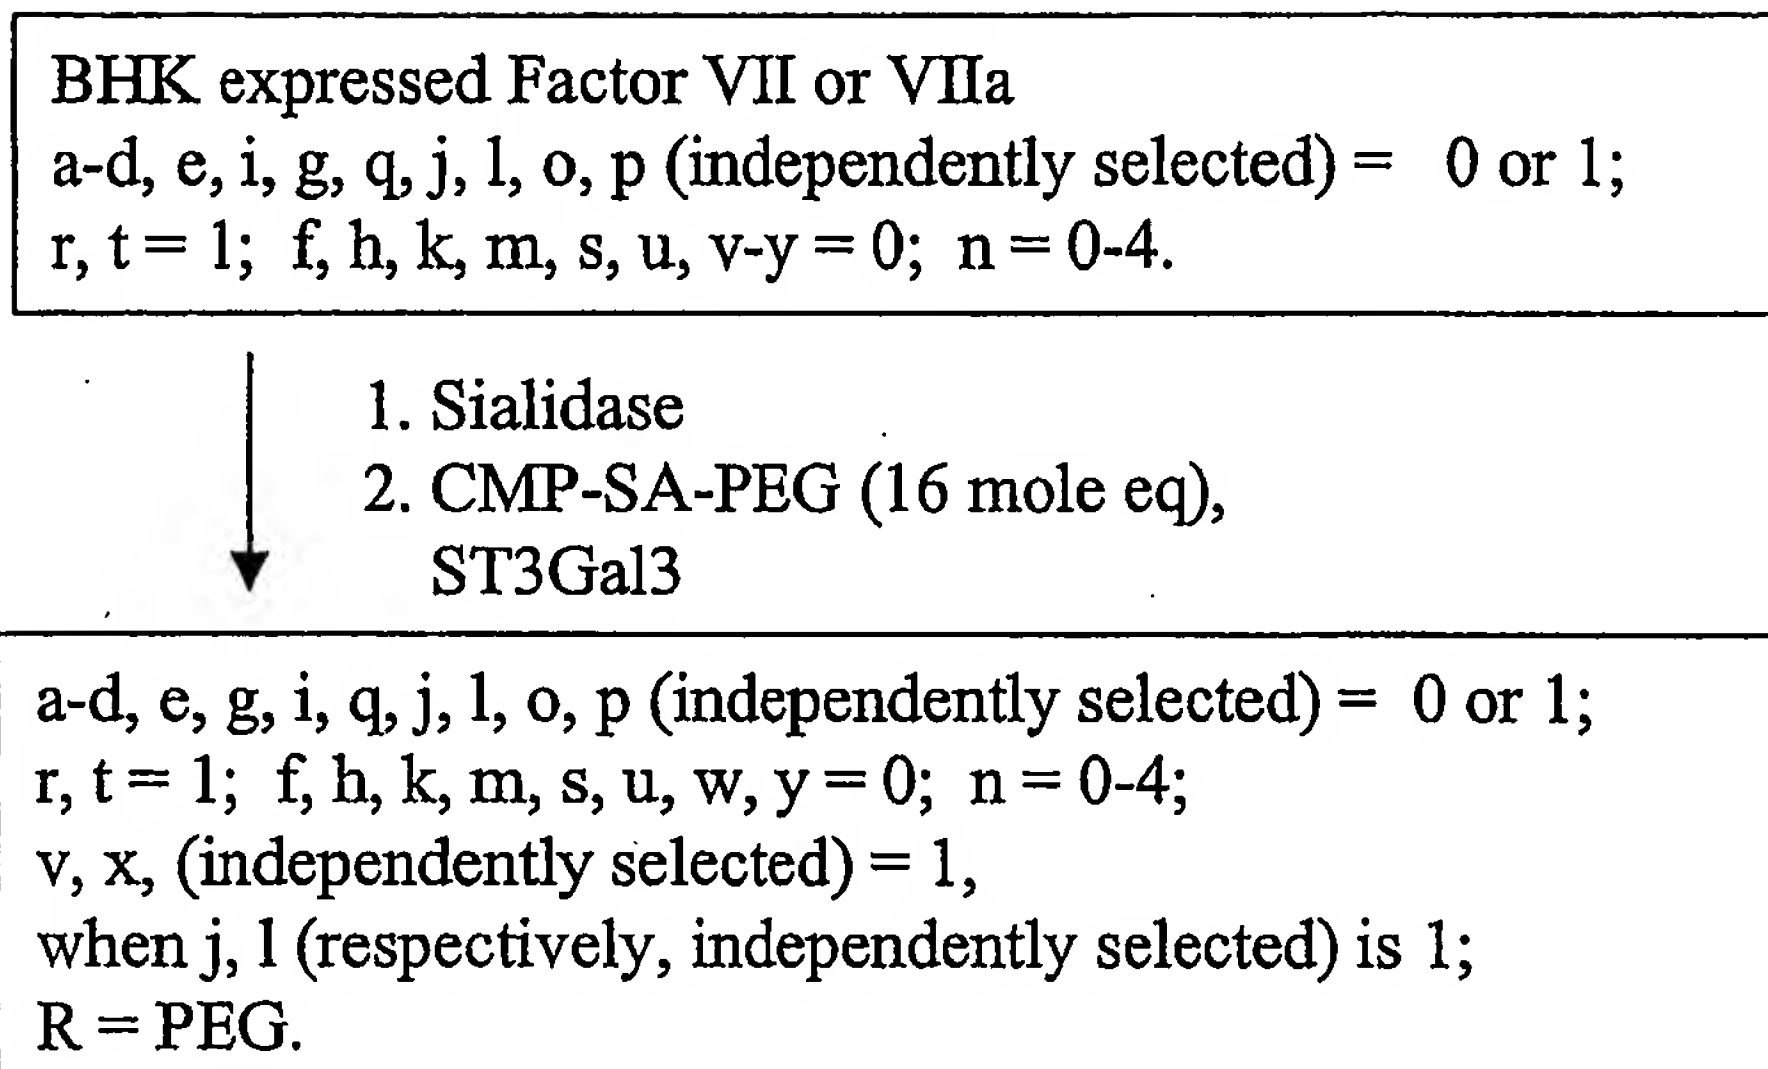 BHK expressed Factor VII or VIIa
a-d, e, i, g, q, j, l, o, p (independently selected) = 0 or 1;
r, t = 1; f, h, k, m, s, u, v-y = 0; n = 0-4.
1. Sialidase
2. CMP-SA-PEG (16 mole eq),
ST3Gal3
a-d, e, g, i, q, j, l, o, p (independently selected) = 0 or 1;
r, t = 1; f, h, k, m, s, u, w, y = 0; n = 0-4;
v, x, (independently selected) = 1,
when j, l (respectively, independently selected) is 1;
R = PEG.